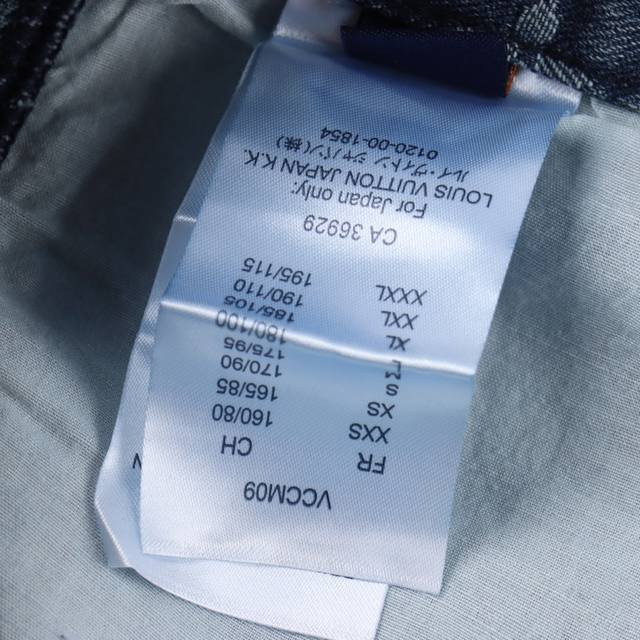 VCCM09
FR CH
XXS 160/80
XS 165/85
S 170/90
M 175/95
L 180/100
XL 185/105
XXL 190/110
XXXL 195/115
CA 36929
For Japan only:
LOUIS VUITTON JAPAN K.K.
ルイ・ヴィトン ジャパン(株)
0120-00-1854